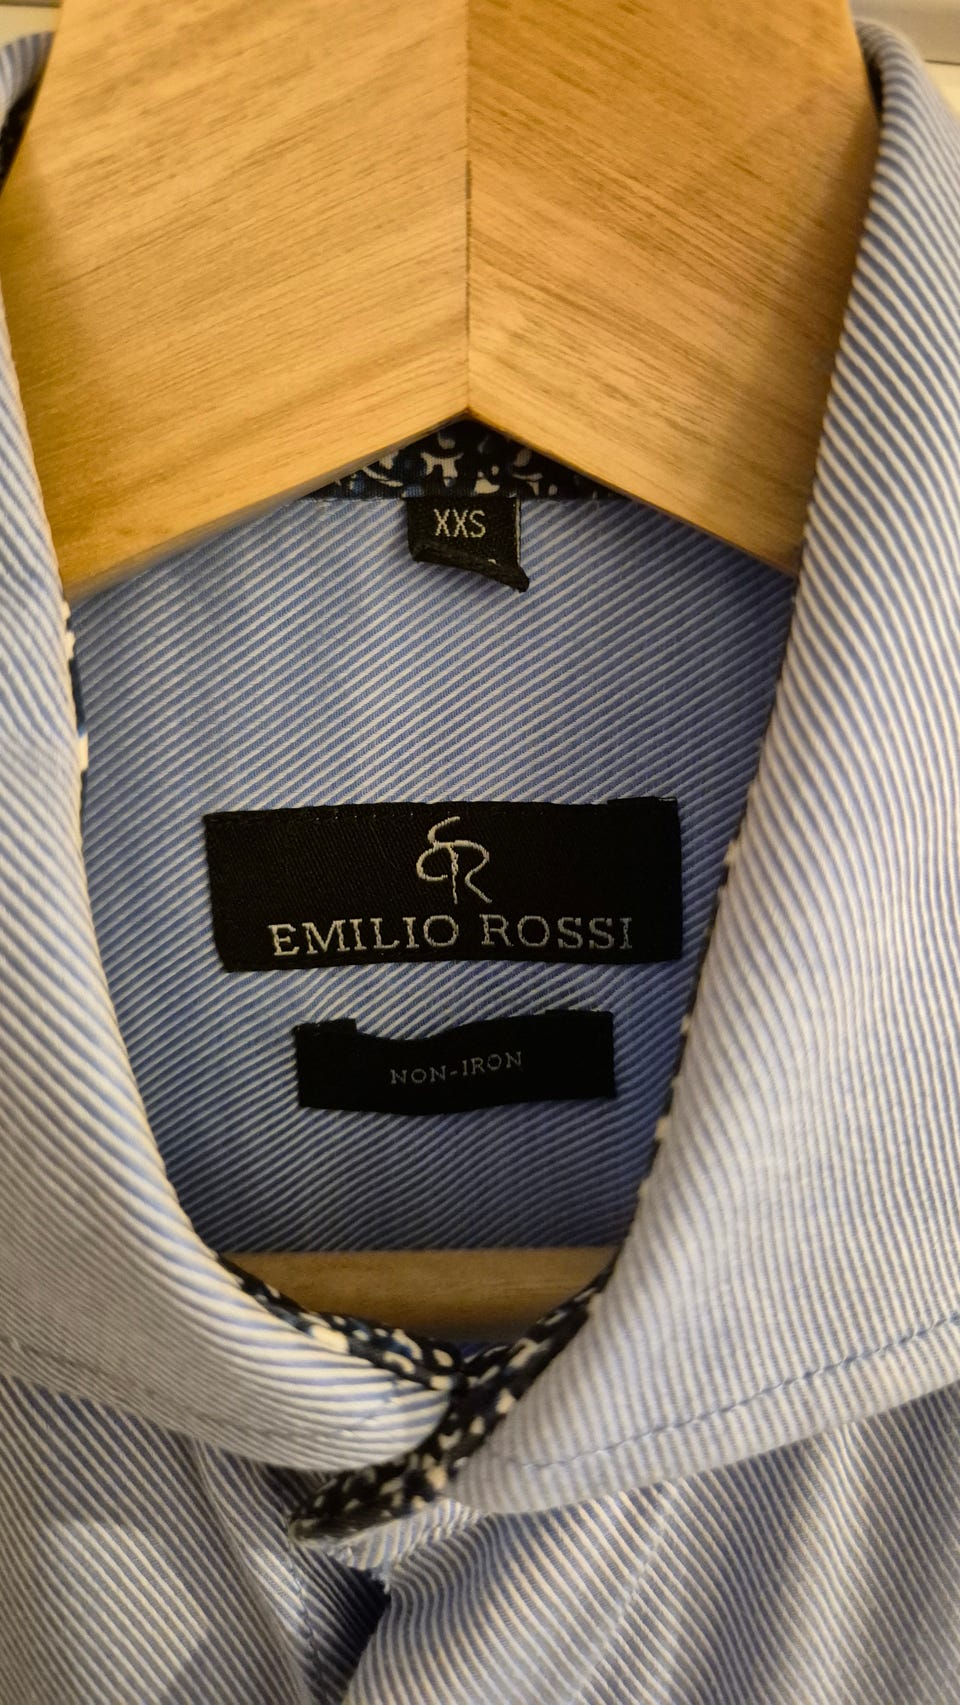 XXS
ER
EMILIO ROSSI
NON-IRON